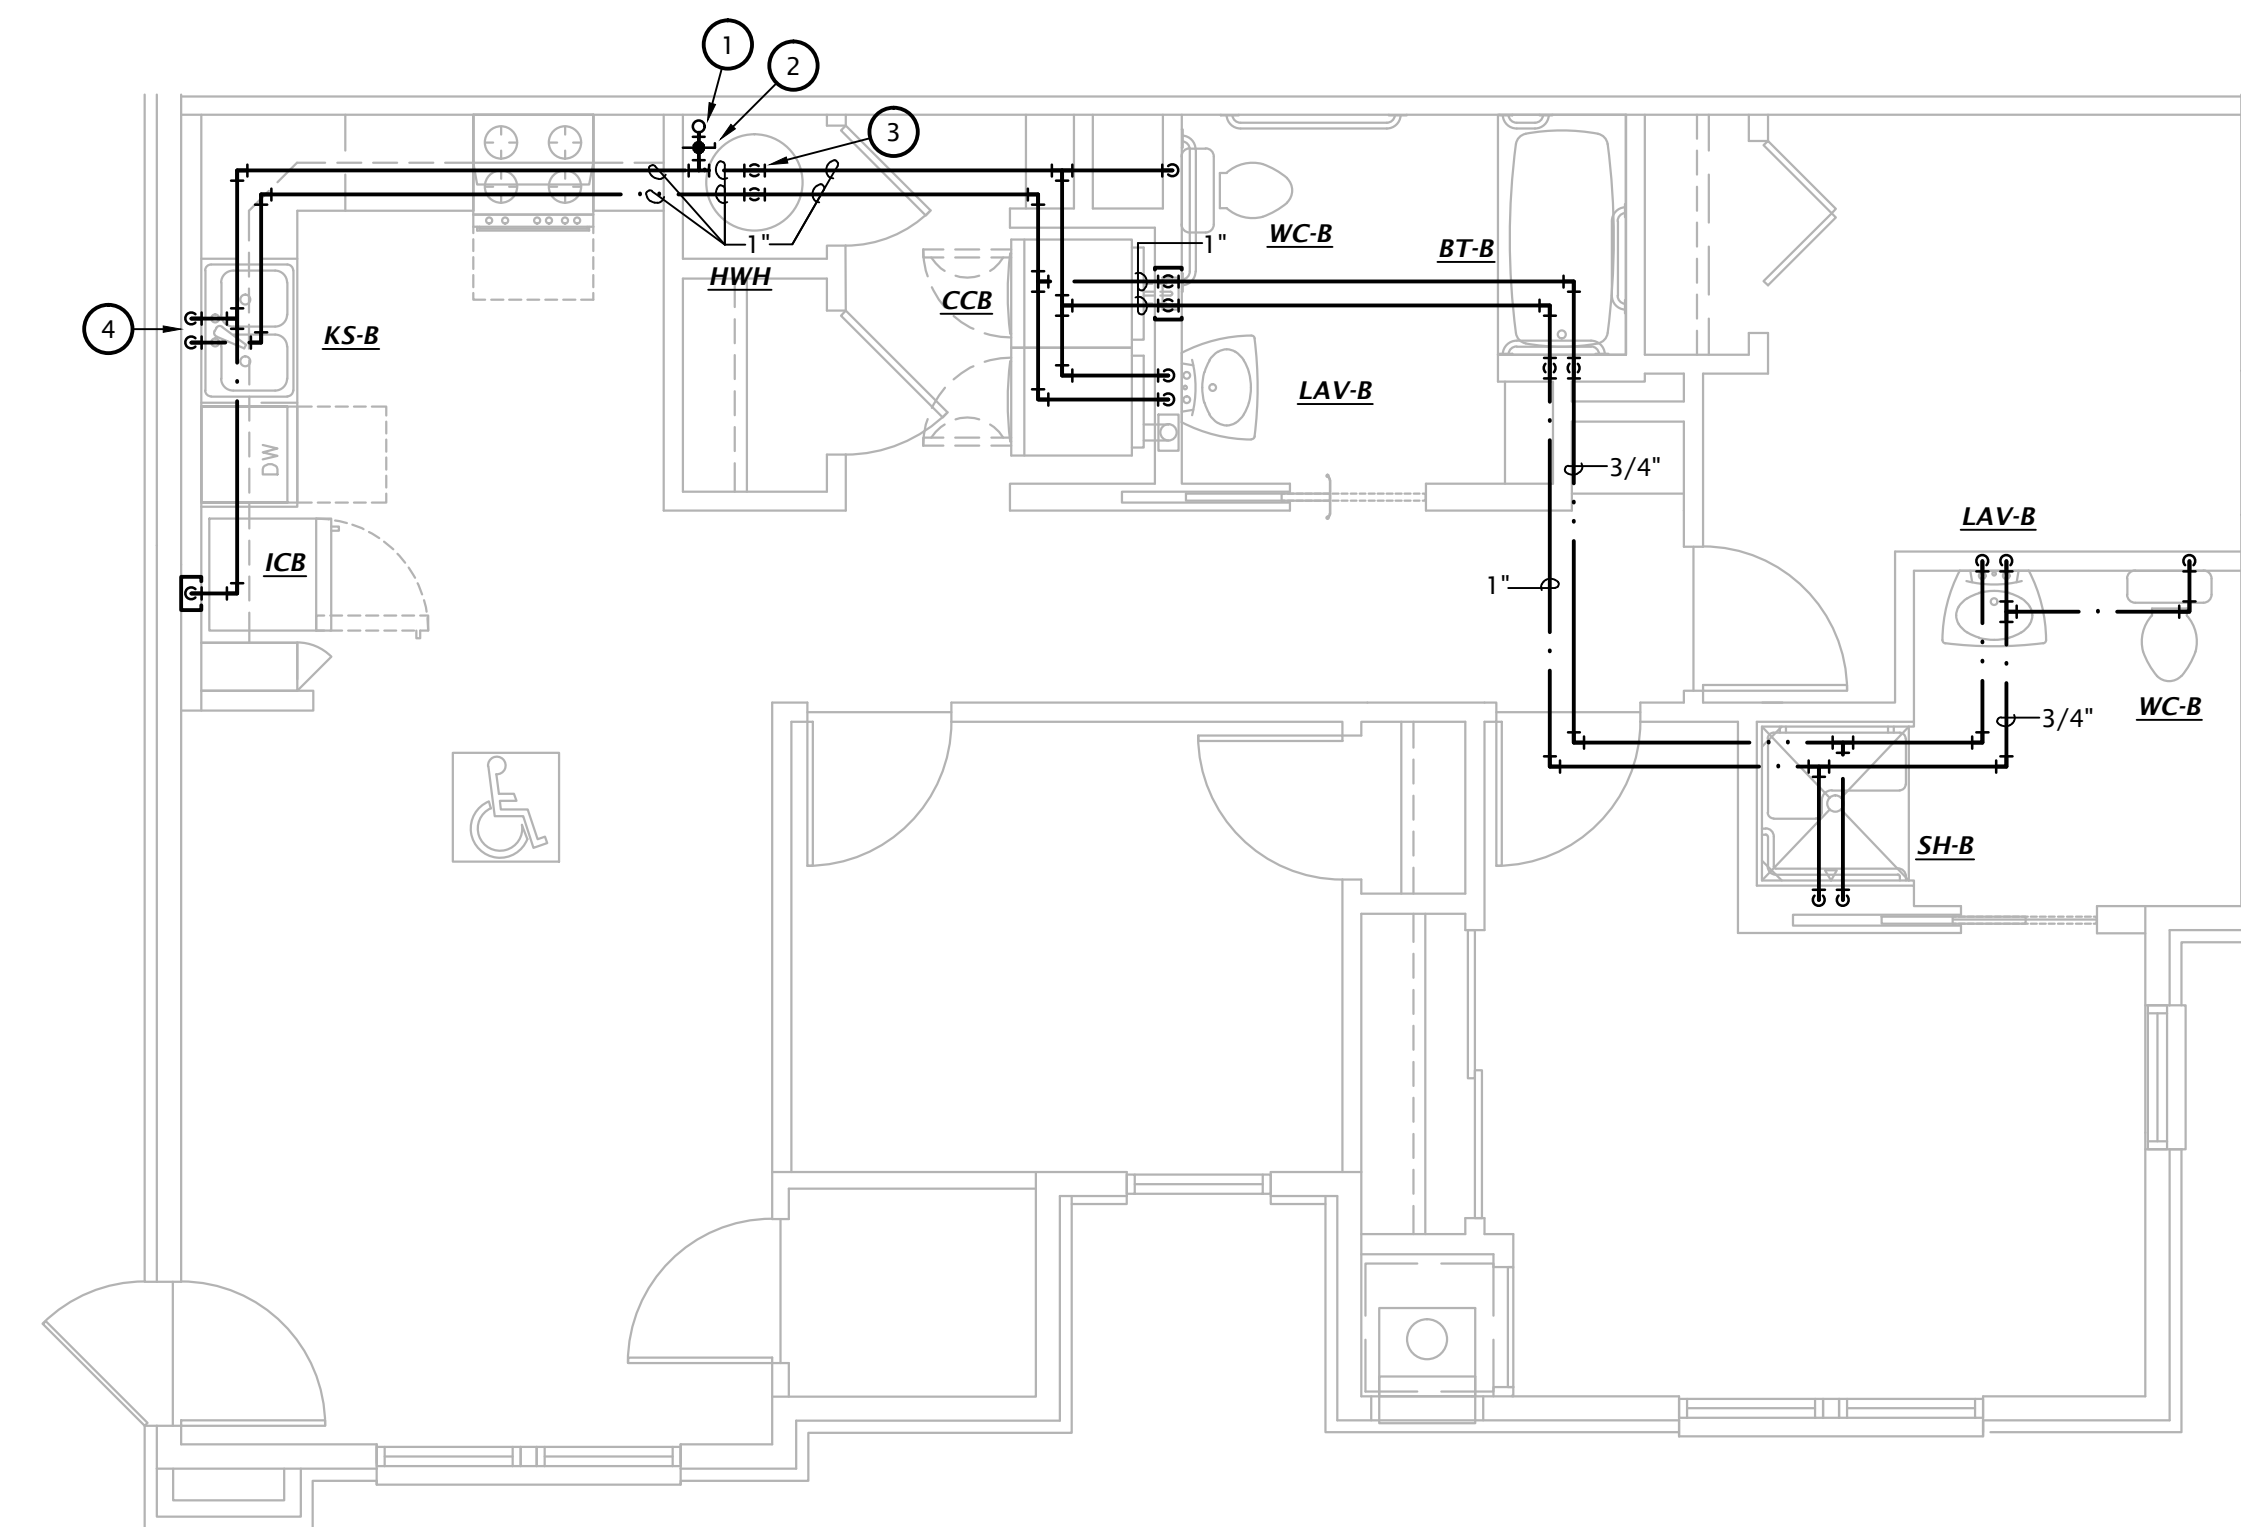 1
2
3
1"
1"
WC-B
BT-B
HWH
CCB
4
KS-B
LAV-B
DW
3/4"
LAV-B
ICB
1"
WC-B
3/4"
SH-B